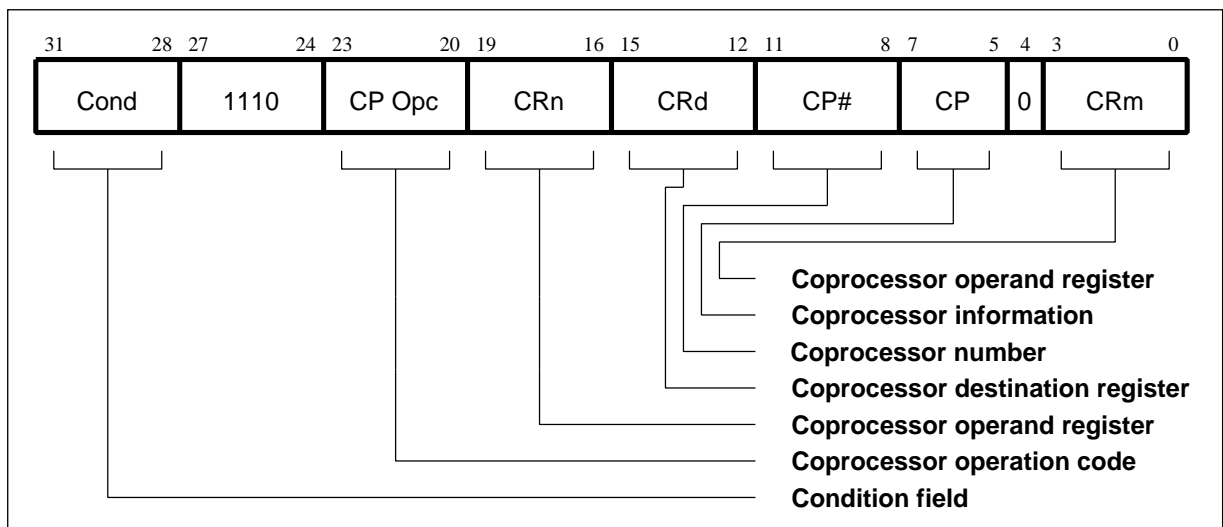 31 28 27 24 23 20 19 16 15 12 11 8 7 5 4 3 0
Cond 1110 CP Opc CRn CRd CP# CP 0 CRm
Coprocessor operand register
Coprocessor information
Coprocessor number
Coprocessor destination register
Coprocessor operand register
Coprocessor operation code
Condition field